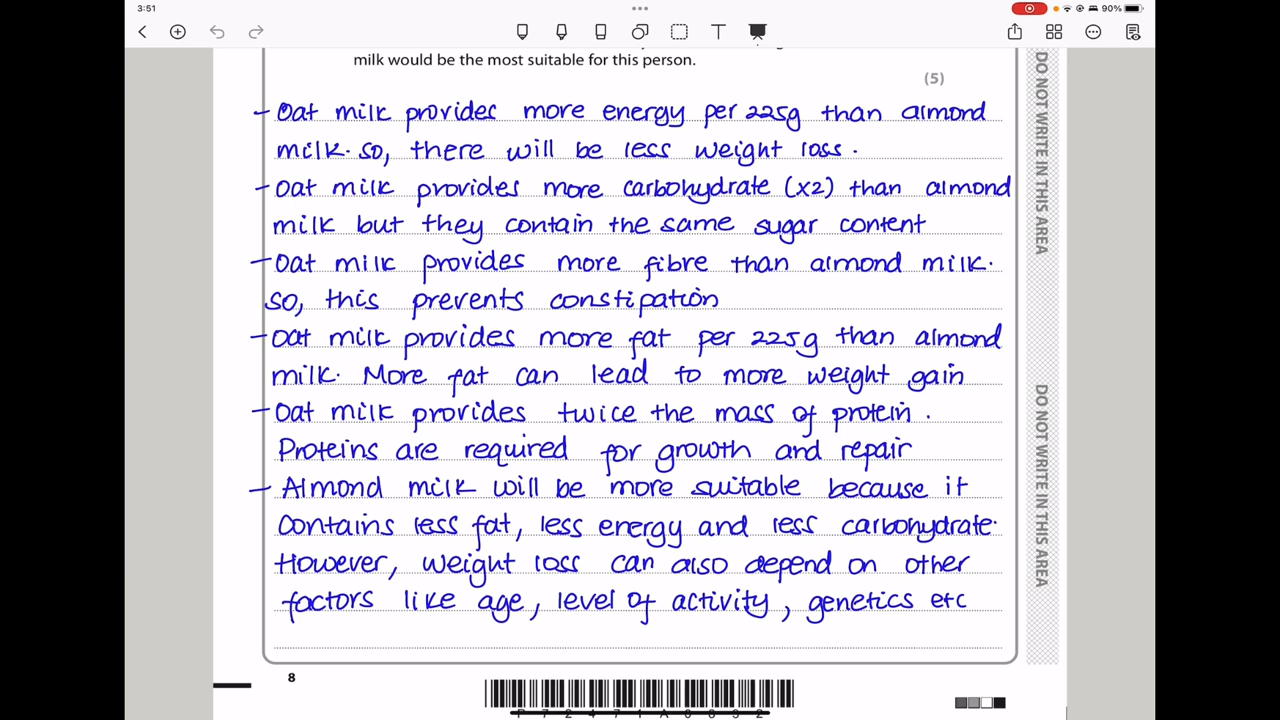 3:51
90%
milk would be the most suitable for this person.
(5)
- Oat milk provides more energy per 225g than almond
milk. so, there will be less weight loss.
- Oat milk provides more carbohydrate (x2) than almond
milk but they contain the same sugar content
- Oat milk provides more fibre than almond milk.
so, this prevents constipation
- Oat milk provides more fat per 225g than almond
milk. More fat can lead to more weight gain
- Oat milk provides twice the mass of protein.
Proteins are required for growth and repair
- Almond milk will be more suitable because it
contains less fat, less energy and less carbohydrate.
However, weight loss can also depend on other
factors like age, level of activity, genetics etc
8
DO NOT WRITE IN THIS AREA
DO NOT WRITE IN THIS AREA